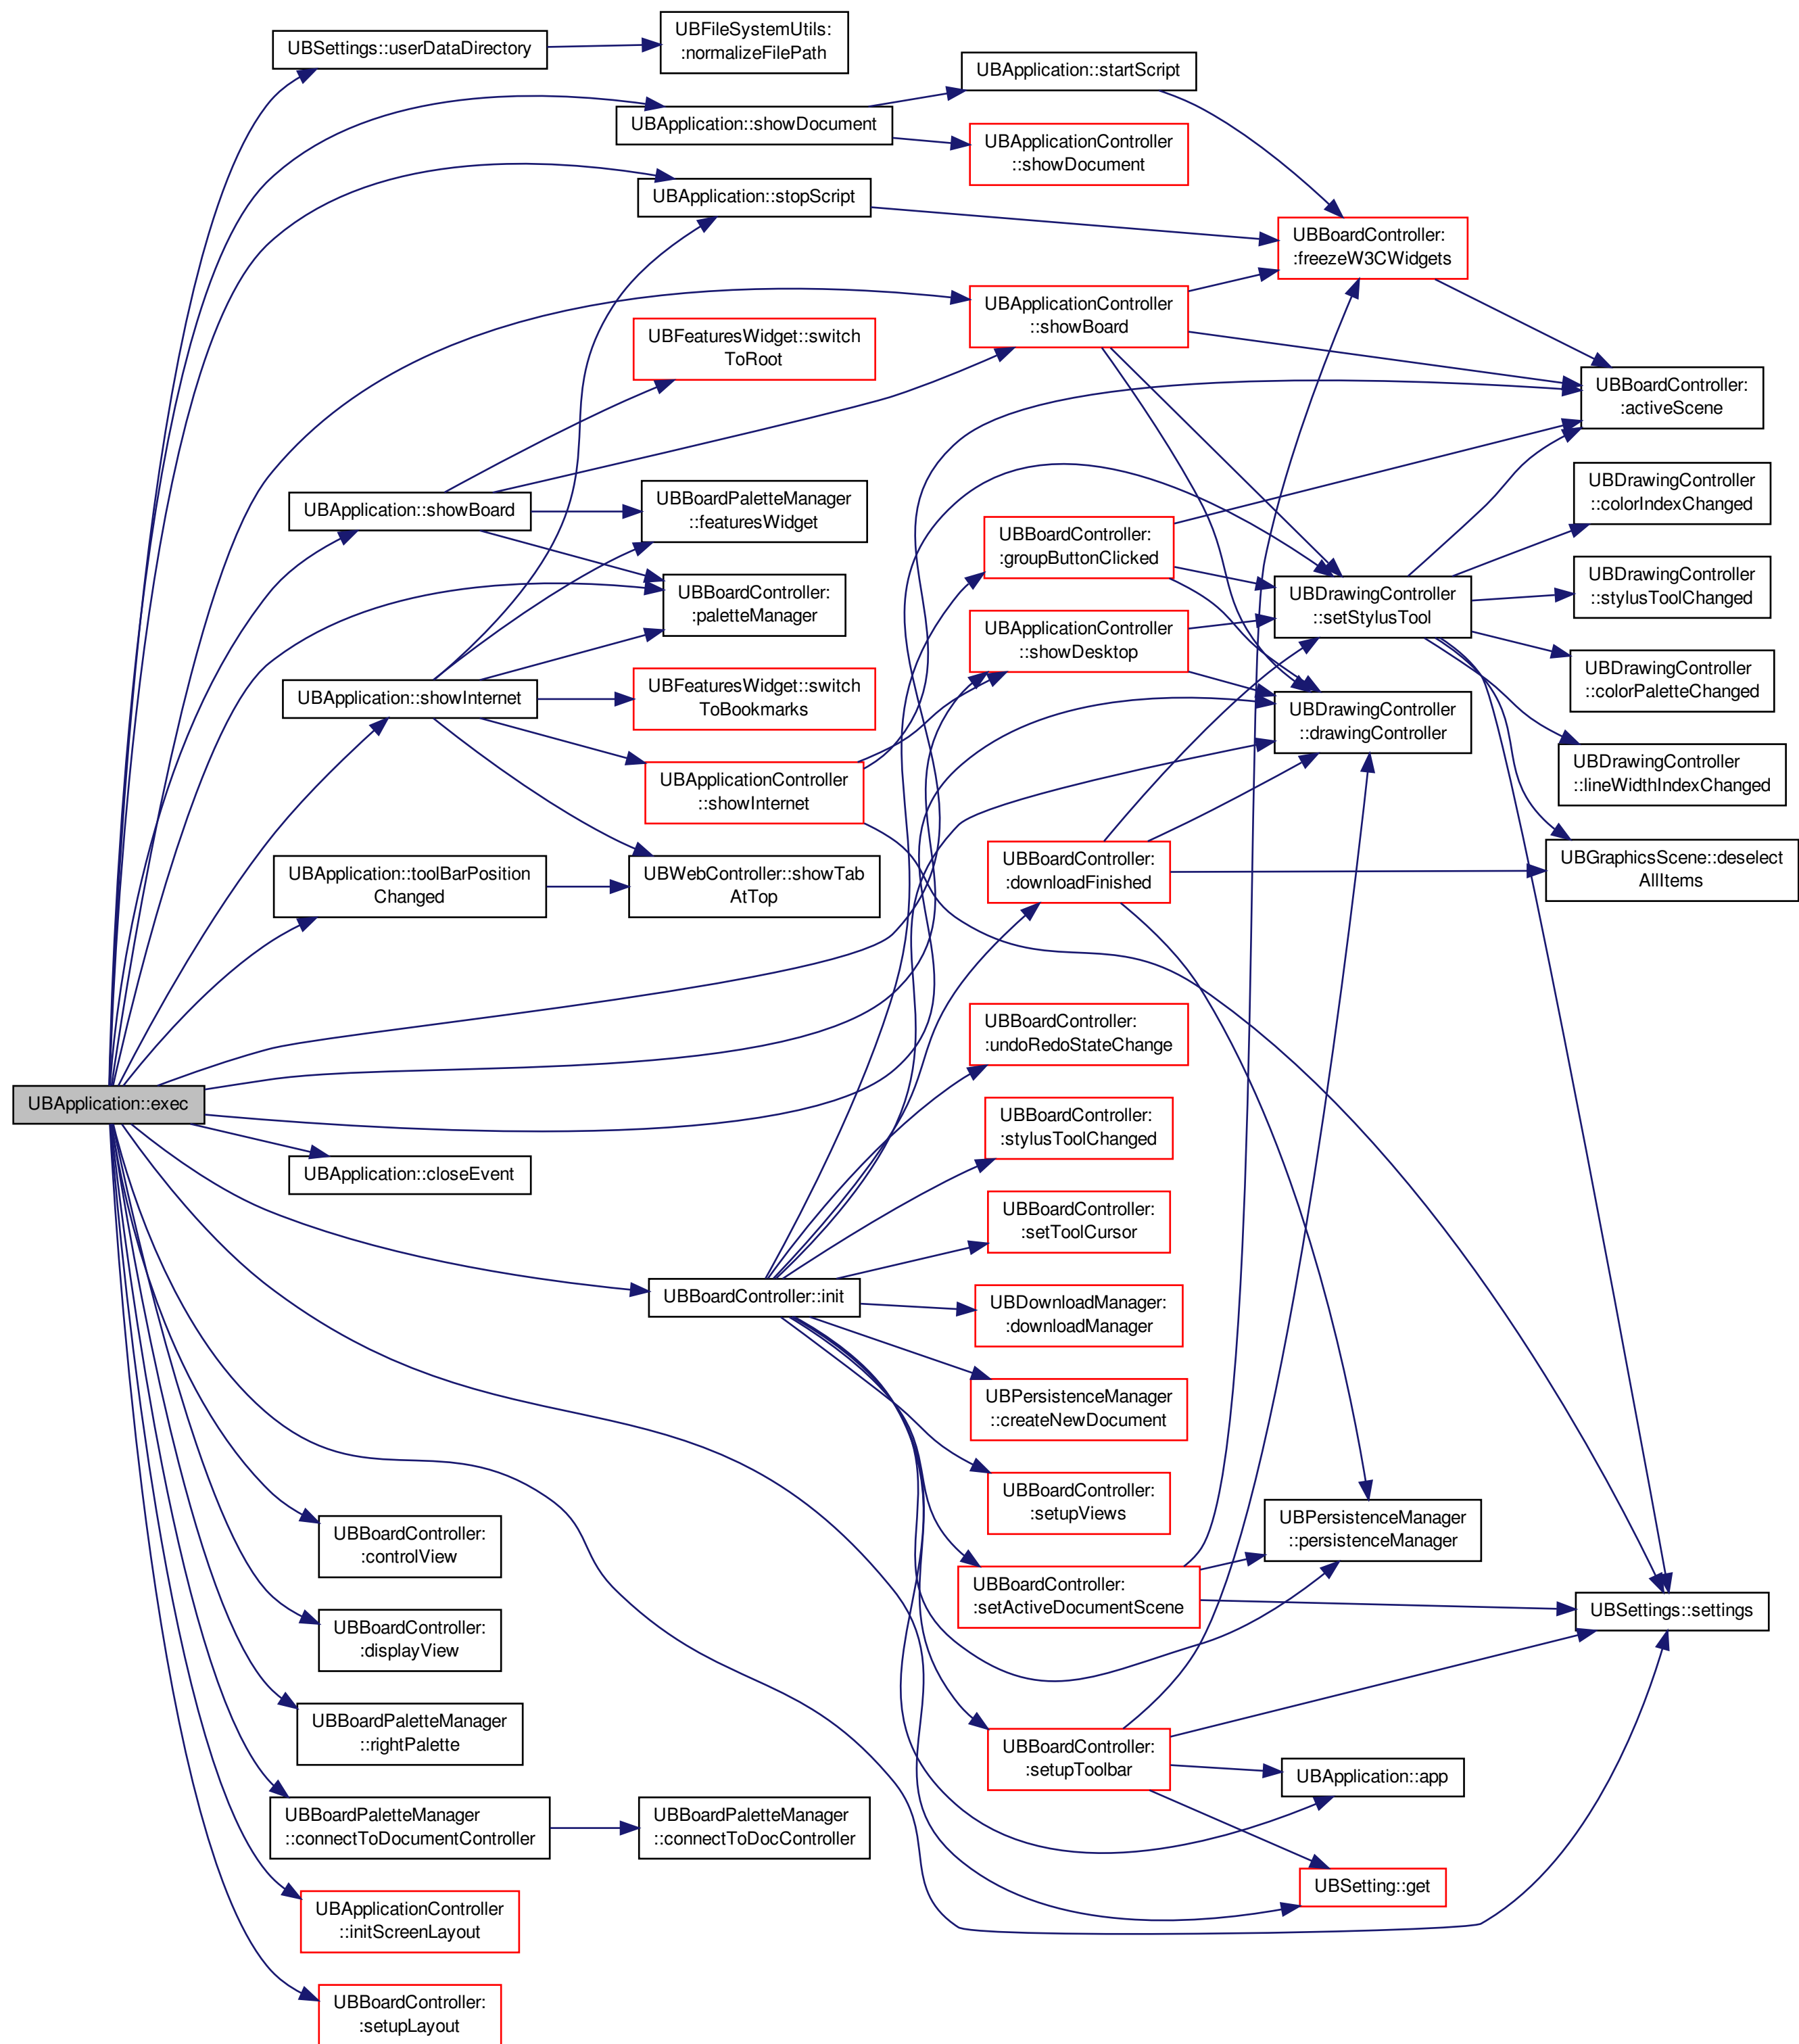 UBSettings::userDataDirectory
UBFileSystemUtils:
:normalizeFilePath
UBApplication::startScript
UBApplication::showDocument
UBApplicationController
::showDocument
UBApplication::stopScript
UBBoardController:
:freezeW3CWidgets
UBApplicationController
::showBoard
UBFeaturesWidget::switch
ToRoot
UBBoardController:
:activeScene
UBApplication::showBoard
UBBoardPaletteManager
::featuresWidget
UBDrawingController
::colorIndexChanged
UBBoardController:
:groupButtonClicked
UBBoardController:
:paletteManager
UBDrawingController
::setStylusTool
UBDrawingController
::stylusToolChanged
UBApplicationController
::showDesktop
UBDrawingController
::colorPaletteChanged
UBApplication::showInternet
UBFeaturesWidget::switch
ToBookmarks
UBDrawingController
::drawingController
UBDrawingController
::lineWidthIndexChanged
UBApplicationController
::showInternet
UBApplication::toolBarPosition
Changed
UBWebController::showTab
AtTop
UBBoardController:
:downloadFinished
UBGraphicsScene::deselect
AllItems
UBBoardController:
:undoRedoStateChange
UBApplication::exec
UBBoardController:
:stylusToolChanged
UBApplication::closeEvent
UBBoardController:
:setToolCursor
UBBoardController::init
UBDownloadManager:
:downloadManager
UBPersistenceManager
::createNewDocument
UBBoardController:
:setupViews
UBBoardController:
:controlView
UBPersistenceManager
::persistenceManager
UBBoardController:
:setActiveDocumentScene
UBSettings::settings
UBBoardController:
:displayView
UBBoardPaletteManager
::rightPalette
UBBoardController:
:setupToolbar
UBApplication::app
UBBoardPaletteManager
::connectToDocumentController
UBBoardPaletteManager
::connectToDocController
UBSetting::get
UBApplicationController
::initScreenLayout
UBBoardController:
:setupLayout